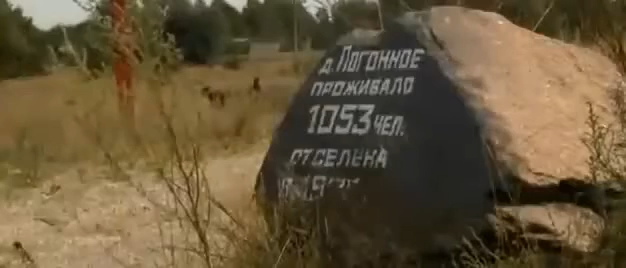 д. Погонное
проживало
1053 чел.
отселена